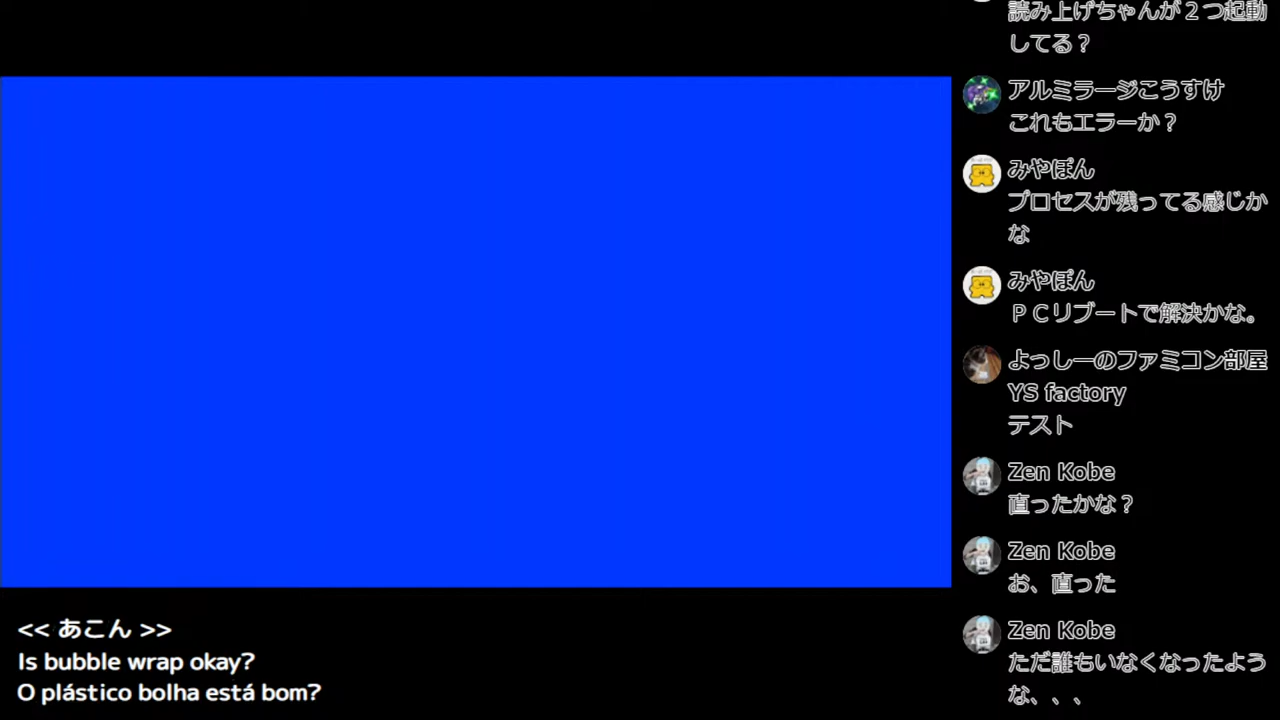 読み上げちゃんが２つ起動
してる？
アルミラージこうすけ
これもエラーか？
みやぽん
プロセスが残ってる感じか
な
みやぽん
ＰＣリブートで解決かな。
よっしーのファミコン部屋
YS factory
テスト
Zen Kobe
直ったかな？
Zen Kobe
お、直った
Zen Kobe
ただ誰もいなくなったよう
な、、、
<< あこん >>
Is bubble wrap okay?
O plástico bolha está bom?